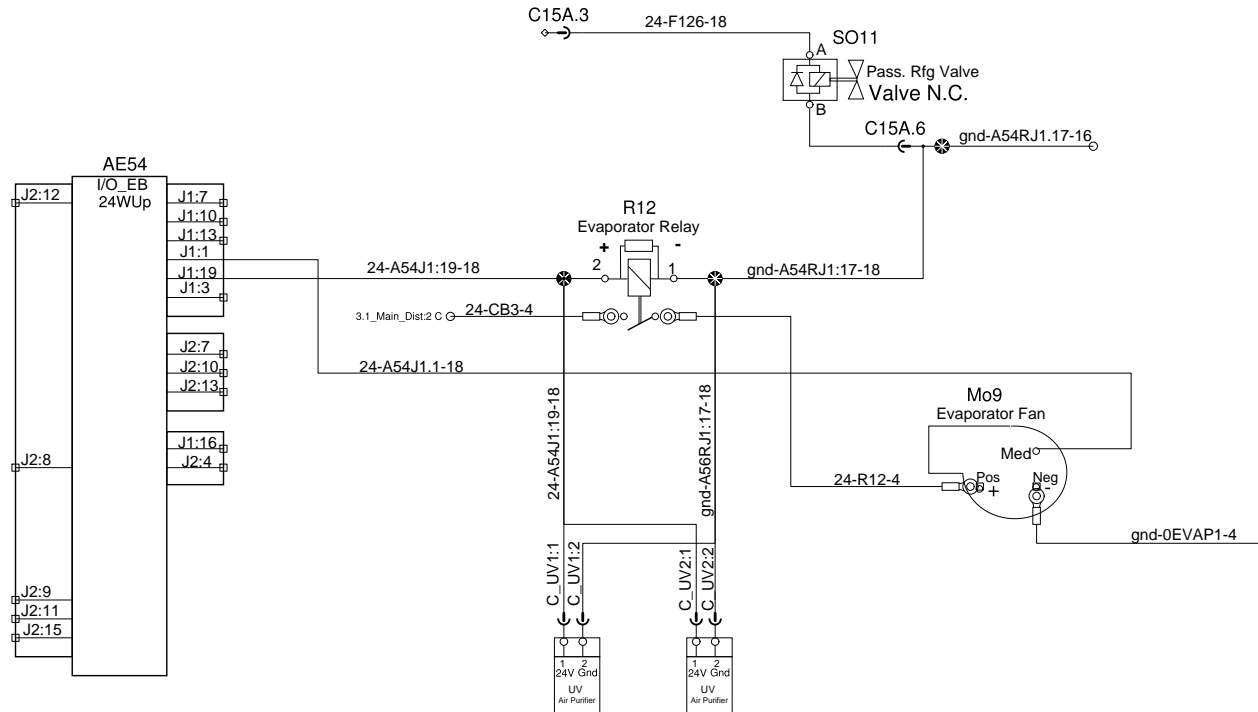 C15A.3
24-F126-18
SO11
A
Pass. Rfg Valve
Valve N.C.
B
C15A.6
gnd-A54RJ1.17-16
AE54
I/O_EB
24WUp
J2:12
J1:7
J1:10
J1:13
J1:1
J1:19
J1:3
J2:7
J2:10
J2:13
J1:16
J2:4
J2:8
J2:9
J2:11
J2:15
R12
Evaporator Relay
+ -
24-A54J1:19-18
2 1
gnd-A54RJ1:17-18
3.1_Main_Dist:2 C
24-CB3-4
24-A54J1.1-18
24-A54J1:19-18
gnd-A56RJ1:17-18
Mo9
Evaporator Fan
Med
Pos
+
Neg
-
24-R12-4
gnd-0EVAP1-4
C_UV1:1
C_UV1:2
C_UV2:1
C_UV2:2
1 2
24V Gnd
UV
Air Purifier
1 2
24V Gnd
UV
Air Purifier